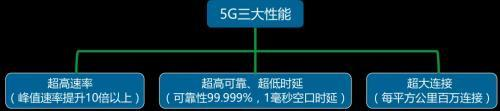 5G三大性能
超高速率
（峰值速率提升10倍以上）
超高可靠、超低时延
（可靠性99.999%，1毫秒空口时延）
超大连接
（每平方公里百万连接）